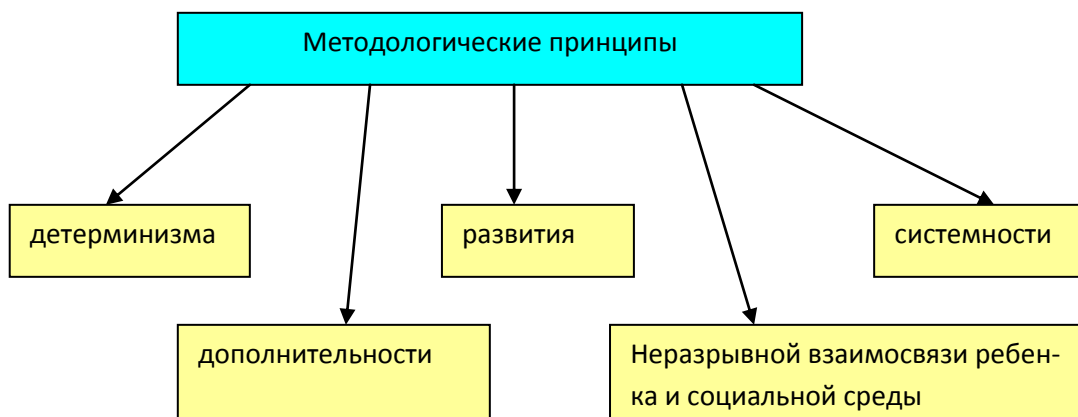 Методологические принципы
детерминизма
развития
системности
дополнительности
Неразрывной взаимосвязи ребен-
ка и социальной среды